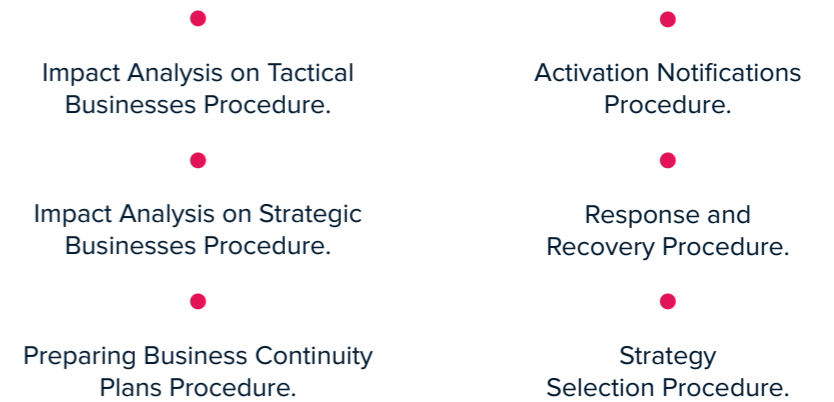 Impact Analysis on Tactical
Businesses Procedure.
Activation Notifications
Procedure.
Impact Analysis on Strategic
Businesses Procedure.
Response and
Recovery Procedure.
Preparing Business Continuity
Plans Procedure.
Strategy
Selection Procedure.